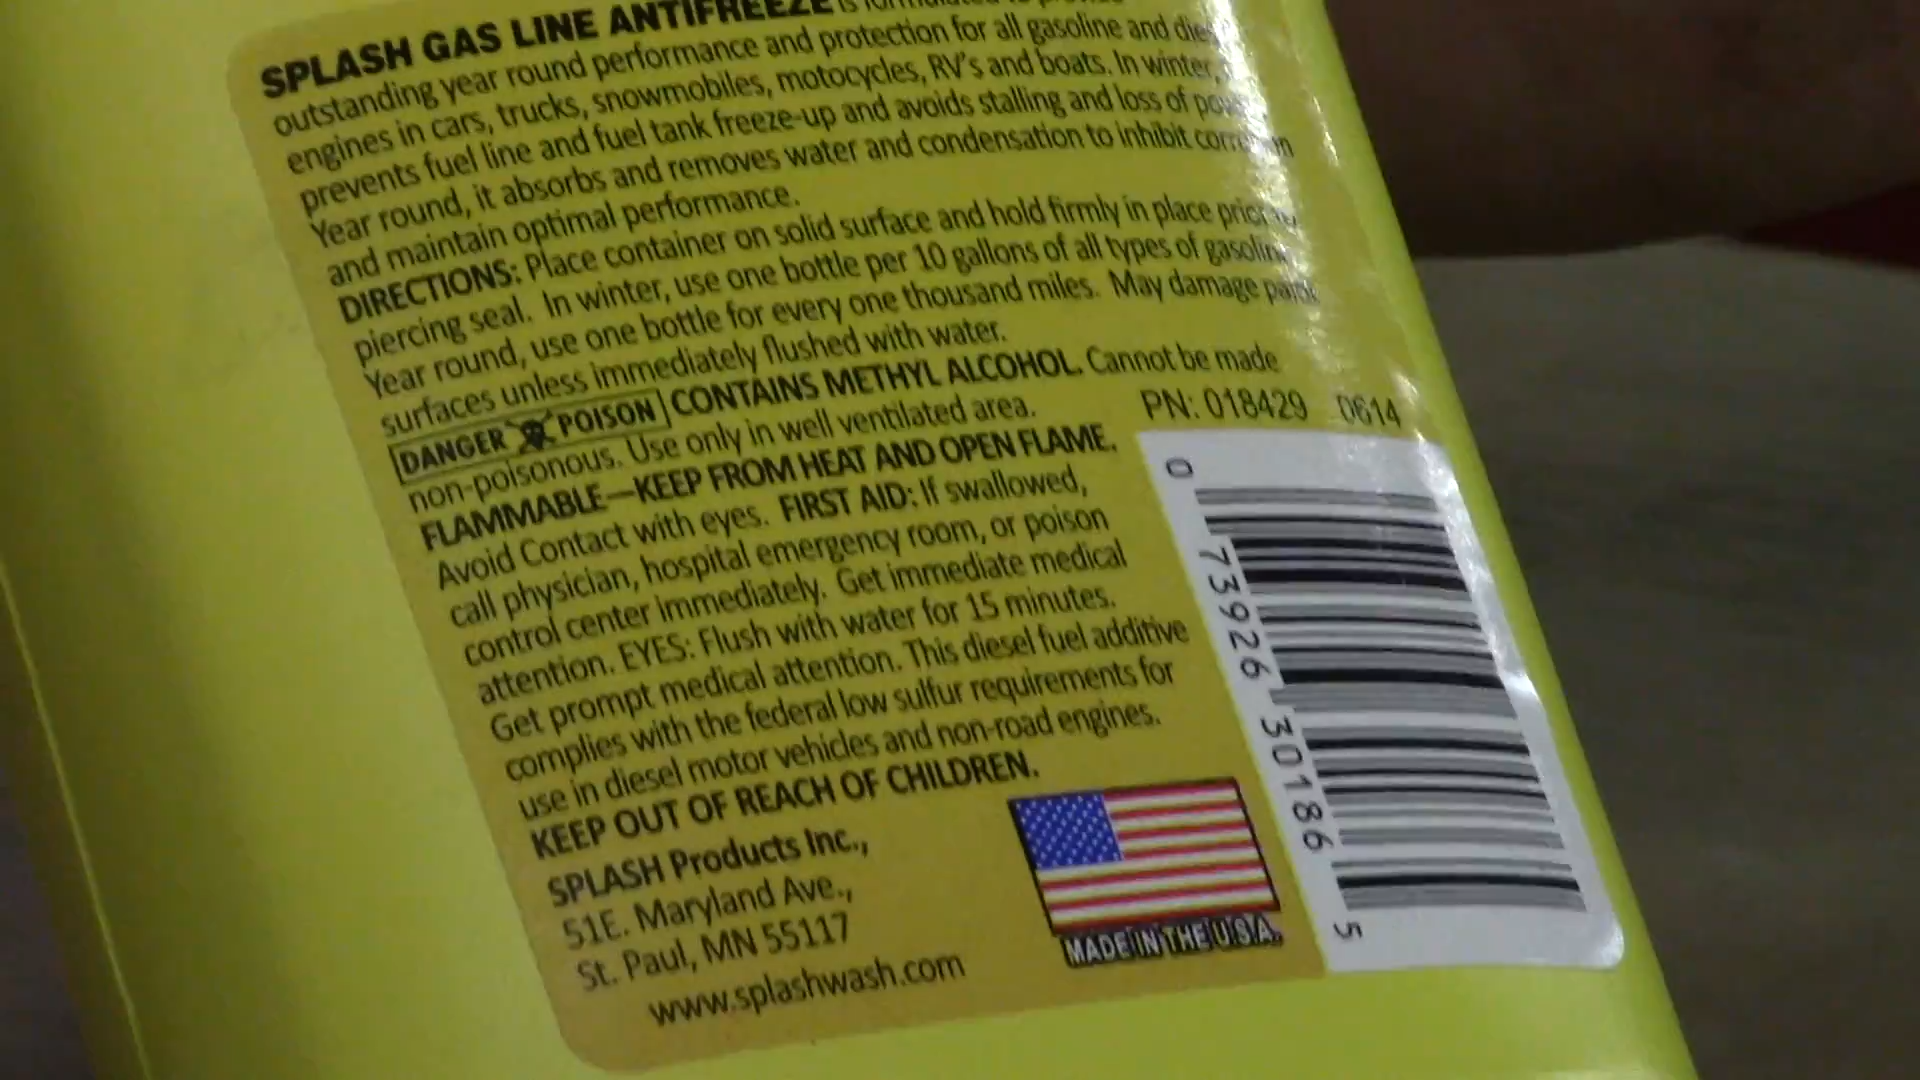 SPLASH GAS LINE ANTIFREEZE is formulated to provide
outstanding year round performance and protection for all gasoline and
engines in cars, trucks, snowmobiles, motocycles, RV's and boats. In winter,
prevents fuel line and fuel tank freeze-up and avoids stalling and loss of
Year round, it absorbs and removes water and condensation to inhibit
and maintain optimal performance.
DIRECTIONS: Place container on solid surface and hold firmly in place
piercing seal. In winter, use one bottle per 10 gallons of all types of
Year round, use one bottle for every one thousand miles. May damage
surfaces unless immediately flushed with water.
DANGER POISON CONTAINS METHYL ALCOHOL. Cannot be made
non-poisonous. Use only in well ventilated area.
FLAMMABLE—KEEP FROM HEAT AND OPEN FLAME.
Avoid Contact with eyes. FIRST AID: If swallowed,
call physician, hospital emergency room, or poison
control center immediately. Get immediate medical
attention. EYES: Flush with water for 15 minutes.
Get prompt medical attention. This diesel fuel additive
complies with the federal low sulfur requirements for
use in diesel motor vehicles and non-road engines.
KEEP OUT OF REACH OF CHILDREN.
SPLASH Products Inc.,
51E. Maryland Ave.,
St. Paul, MN 55117
www.splashwash.com
MADE IN THE U.S.A.
PN: 018429 0614
0 73926 30186 5